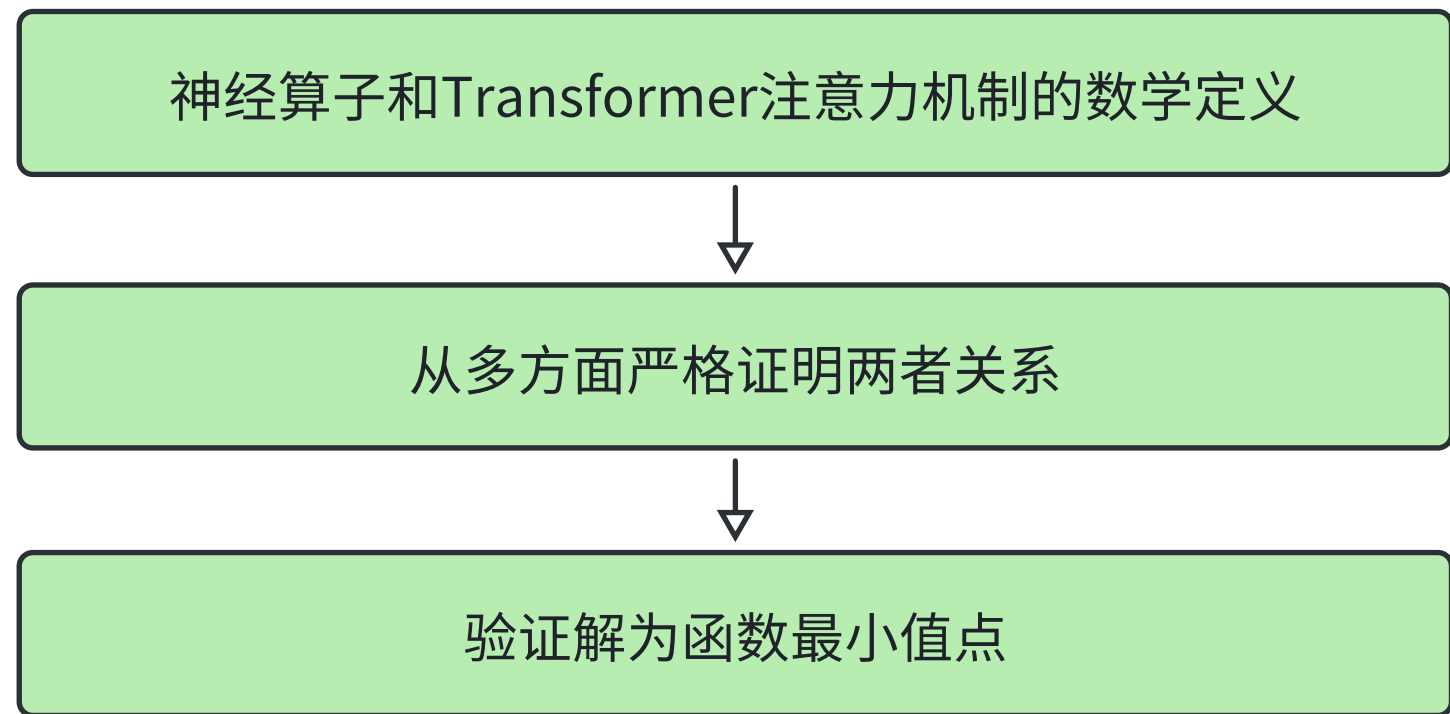 神经算子和Transformer注意力机制的数学定义
从多方面严格证明两者关系
验证解为函数最小值点